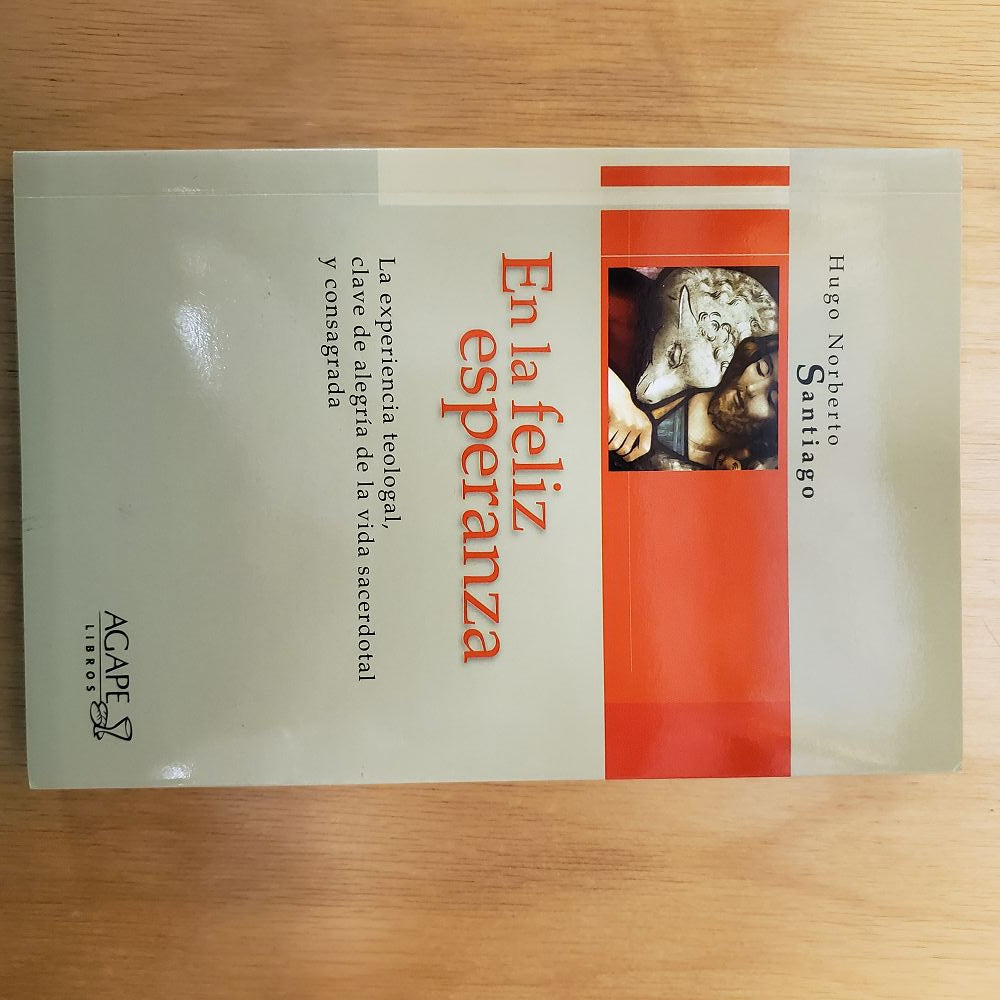 Hugo Norberto
Santiago
En la feliz
esperanza
La experiencia teologal,
clave de alegría de la vida sacerdotal
y consagrada
AGAPE
LIBROS